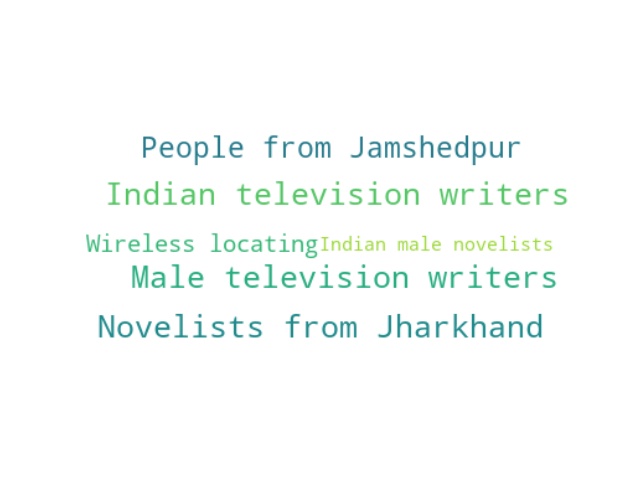 People from Jamshedpur
Indian television writers
Wireless locating Indian male novelists
Male television writers
Novelists from Jharkhand